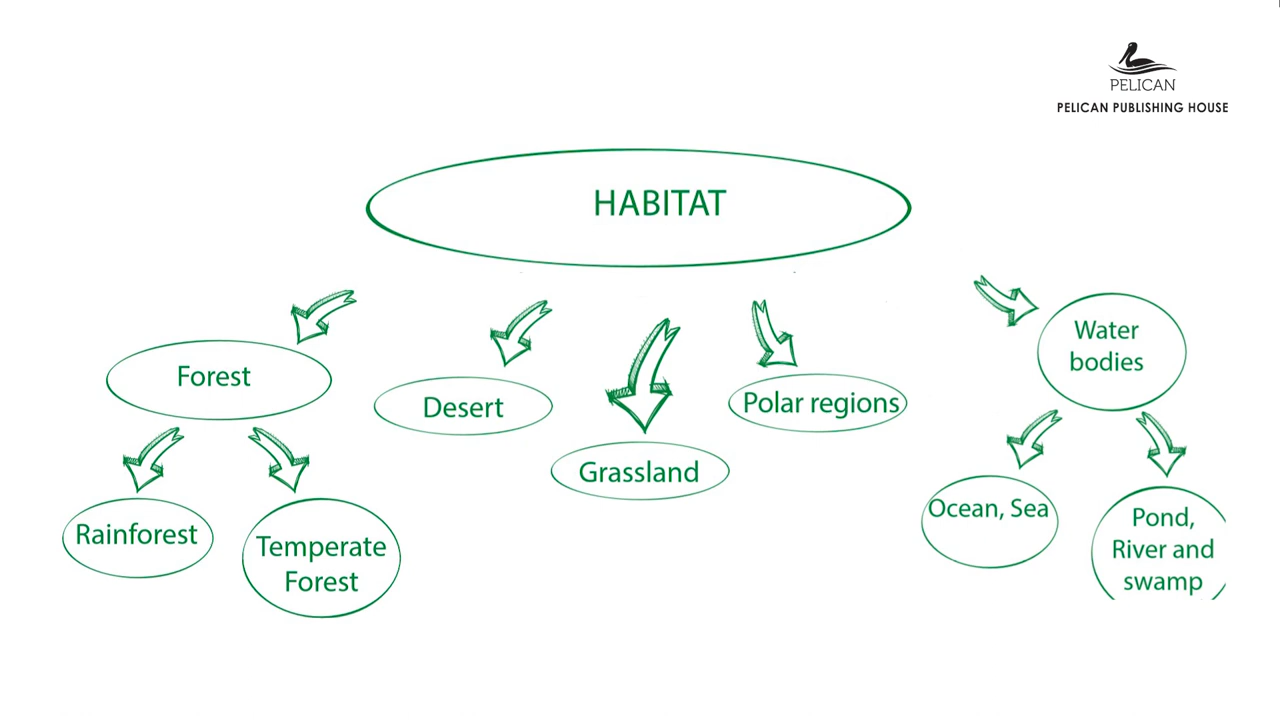 PELICAN
PELICAN PUBLISHING HOUSE
HABITAT
Forest
Desert
Grassland
Polar regions
Water
bodies
Rainforest
Temperate
Forest
Ocean, Sea
Pond,
River and
swamp